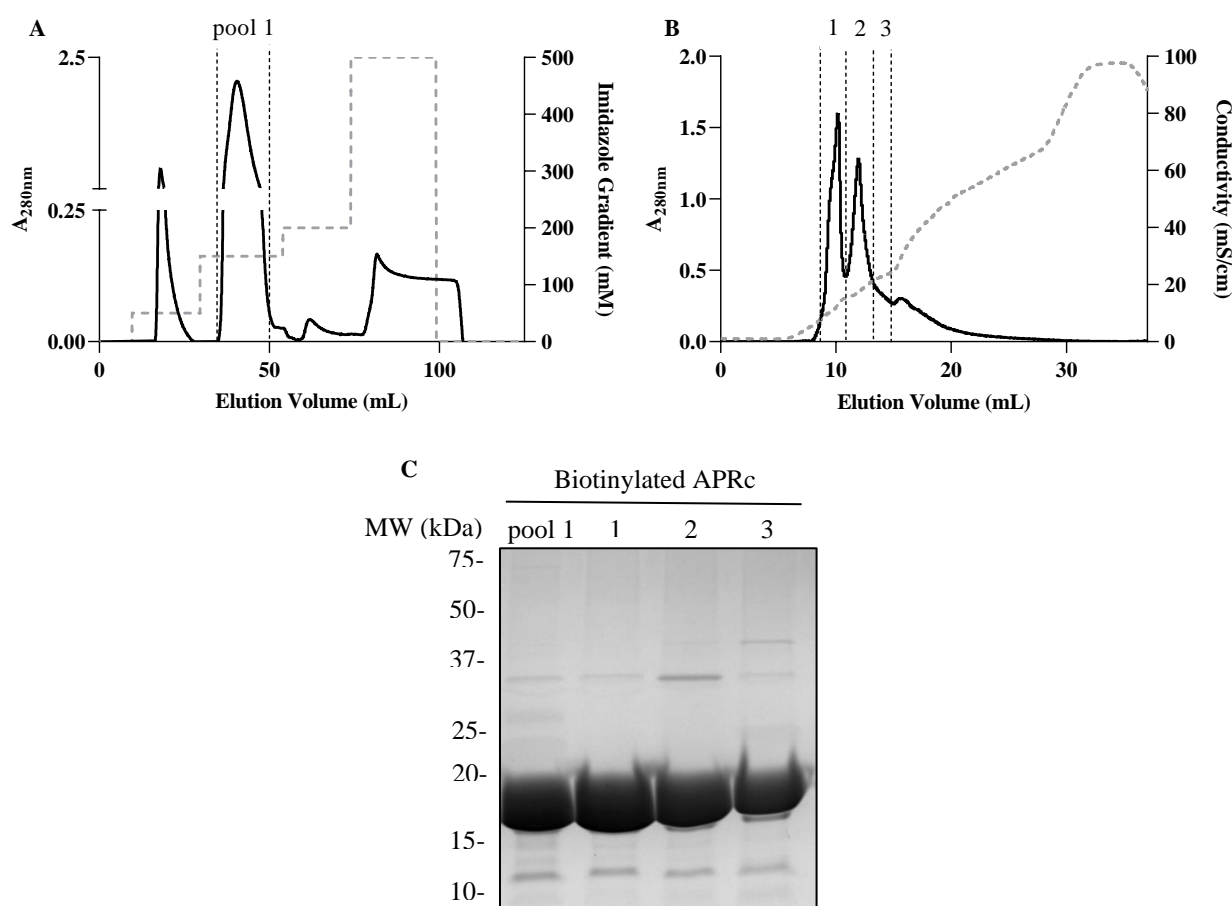 A
pool 1
2.5
0.25
0.00
A280nm
0
50
100
Elution Volume (mL)
500
400
300
200
100
0
Imidazole Gradient (mM)
B
1 2 3
2.0
1.5
1.0
0.5
0.0
A280nm
0
10
20
30
Elution Volume (mL)
100
80
60
40
20
0
Conductivity (mS/cm)
C
Biotinylated APRc
MW (kDa) pool 1 1 2 3
75-
50-
37-
25-
20-
15-
10-